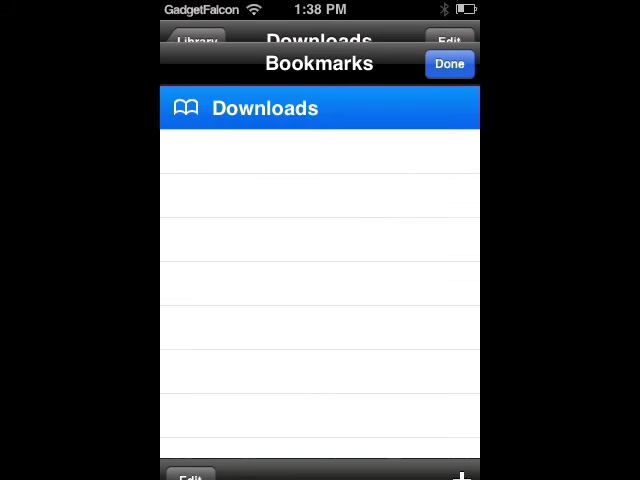 GadgetFalcon 1:38 PM
Library Downloads Edit
Bookmarks Done
Downloads
Edit